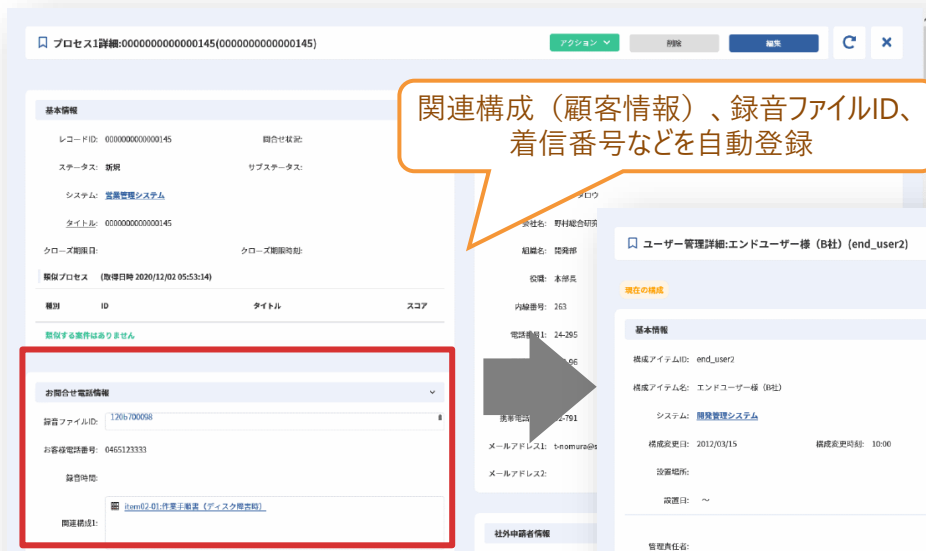 プロセス1詳細:0000000000000145(0000000000000145)
アクション
削除
編集
関連構成（顧客情報）、録音ファイルID、
着信番号などを自動登録
基本情報
レコードID: 0000000000000145
問合せ状況:
ステータス: 新規
サブステータス:
システム: 営業管理システム
タイトル: 0000000000000145
クローズ期限日:
クローズ期限時刻:
類似プロセス (取得日時 2020/12/02 05:53:14)
種別 ID タイトル スコア
類似する案件はありません
お問合せ電話情報
録音ファイルID: 120b700098
お客様電話番号: 0465123333
録音時間:
関連構成1: item02-01:作業手順書（ディスク障害時）
タロウ
会社名: 野村総合研究
組織名: 開発部
役職: 本部長
内線番号: 263
電話番号1: 24-295
-96
携帯電話 2-791
メールアドレス1: t-nomura@s
メールアドレス2:
社外申請者情報
ユーザー管理詳細:エンドユーザー様（B社）(end_user2)
現在の構成
基本情報
構成アイテムID: end_user2
構成アイテム名: エンドユーザー様（B社）
システム: 開発管理システム
構成変更日: 2012/03/15
構成変更時刻: 10:00
設置場所:
設置日: ～
管理責任者: